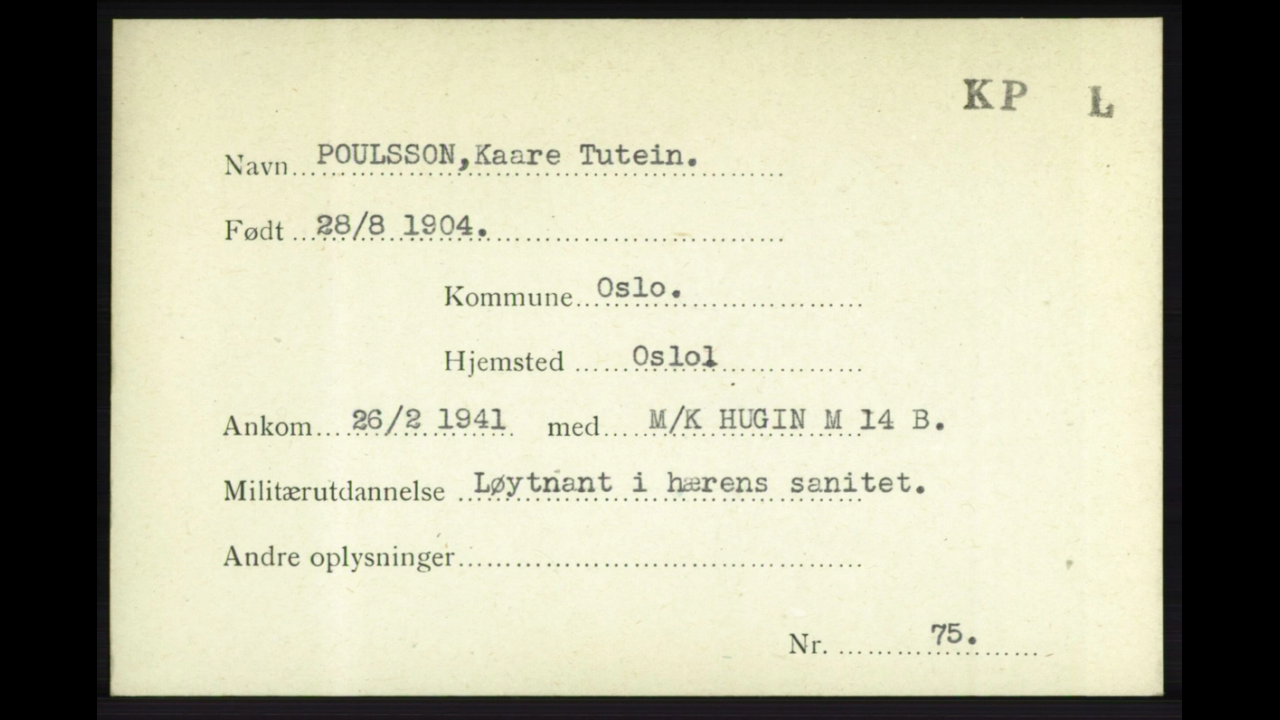 KP L
Navn POULSSON, Kaare Tutein.
Født 28/8 1904.
Kommune Oslo.
Hjemsted Oslol
Ankom 26/2 1941 med M/K HUGIN M 14 B.
Militærutdannelse Løytnant i hærens sanitet.
Andre oplysninger
Nr. 75.